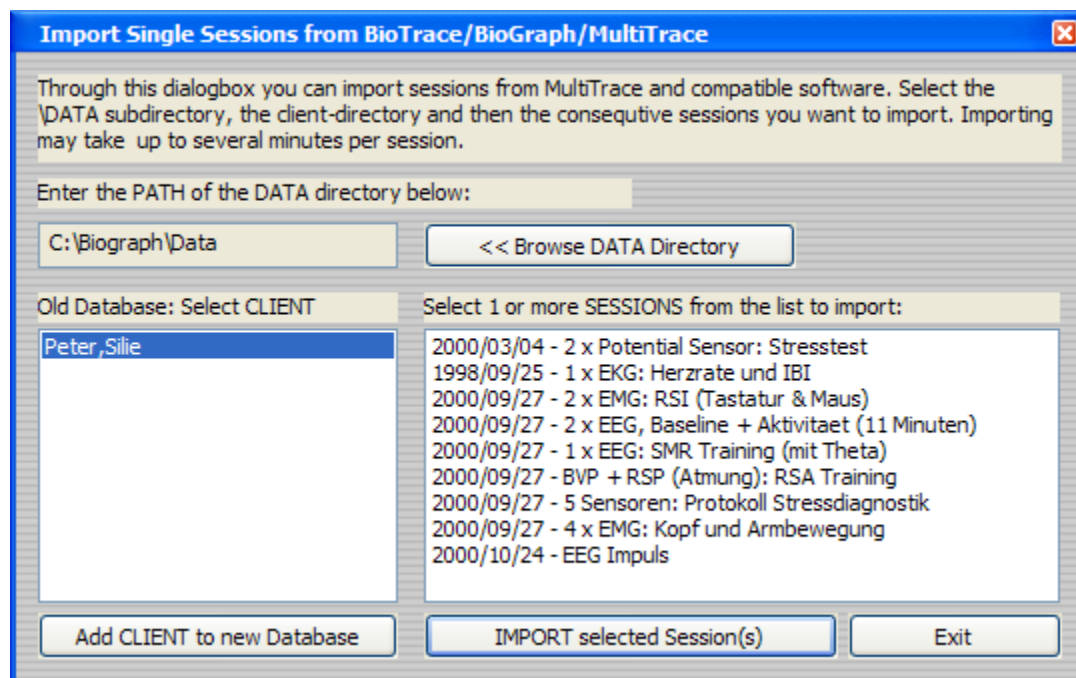 Import Single Sessions from BioTrace/BioGraph/MultiTrace
Through this dialogbox you can import sessions from MultiTrace and compatible software. Select the
\DATA subdirectory, the client-directory and then the consequtive sessions you want to import. Importing
may take up to several minutes per session.
Enter the PATH of the DATA directory below:
C:\Biograph\Data
<< Browse DATA Directory
Old Database: Select CLIENT
Peter,Silie
Select 1 or more SESSIONS from the list to import:
2000/03/04 - 2 x Potential Sensor: Stresstest
1998/09/25 - 1 x EKG: Herzrate und IBI
2000/09/27 - 2 x EMG: RSI (Tastatur & Maus)
2000/09/27 - 2 x EEG, Baseline + Aktivitaet (11 Minuten)
2000/09/27 - 1 x EEG: SMR Training (mit Theta)
2000/09/27 - BVP + RSP (Atmung): RSA Training
2000/09/27 - 5 Sensoren: Protokoll Stressdiagnostik
2000/09/27 - 4 x EMG: Kopf und Armbewegung
2000/10/24 - EEG Impuls
Add CLIENT to new Database
IMPORT selected Session(s)
Exit